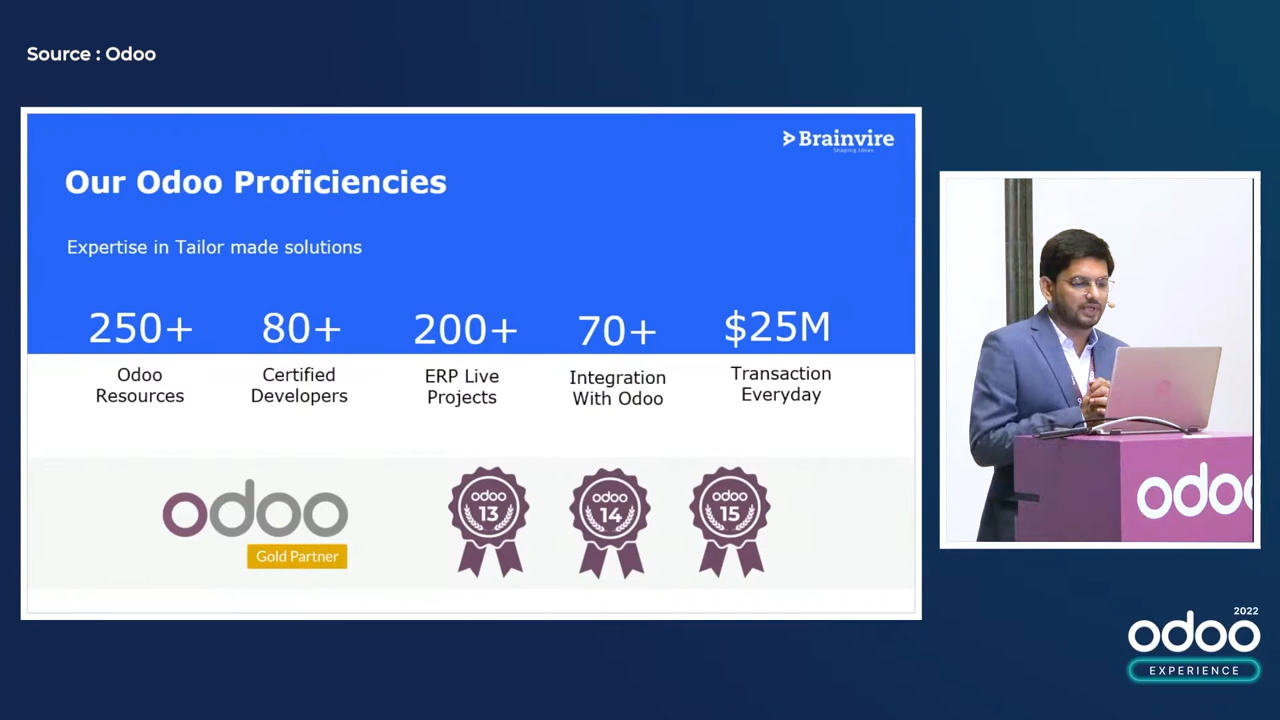 Source : Odoo
Brainvire
Shaping Ideas
Our Odoo Proficiencies
Expertise in Tailor made solutions
250+
80+
200+
70+
$25M
Odoo
Resources
Certified
Developers
ERP Live
Projects
Integration
With Odoo
Transaction
Everyday
odoo
Gold Partner
odoo
13
odoo
14
odoo
15
odoo
2022
odoo
EXPERIENCE